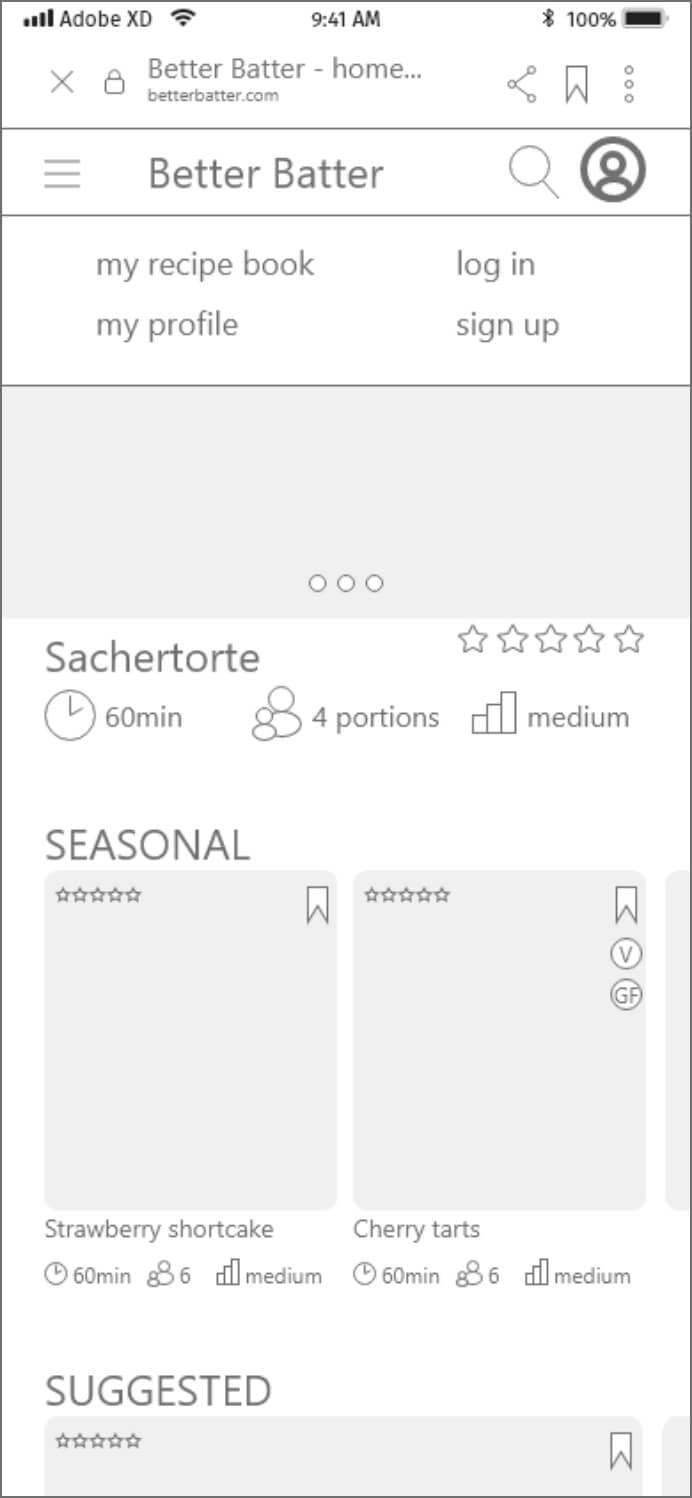 Adobe XD 9:41 AM 100%
Better Batter - home...
betterbatter.com
Better Batter
my recipe book log in
my profile sign up
Sachertorte
60min 4 portions medium
SEASONAL
V
GF
Strawberry shortcake Cherry tarts
60min 6 medium 60min 6 medium
SUGGESTED